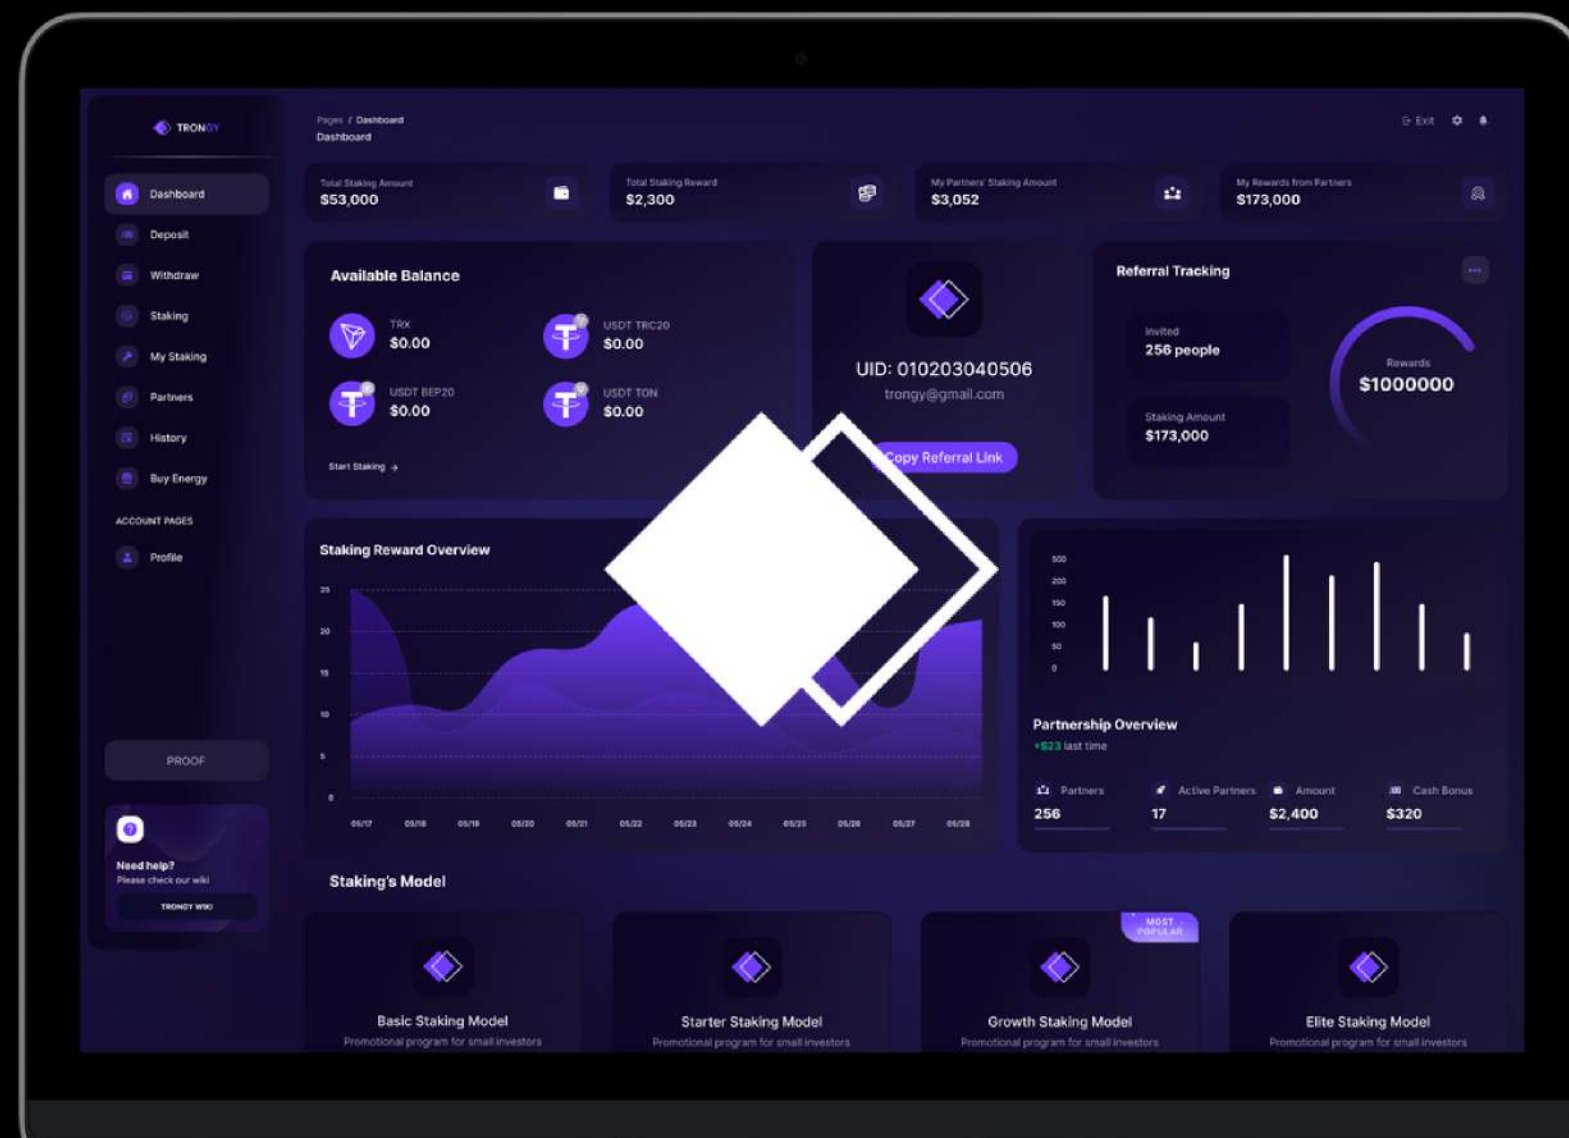 TRONGY
Dashboard
Deposit
Withdraw
Staking
My Staking
Partners
History
Buy Energy
ACCOUNT PAGES
Profile
PROOF
Need help?
Please check our wiki
TRONGY WIKI
Pages / Dashboard
Dashboard
Exit
Total Staking Amount
$53,000
Total Staking Reward
$2,300
My Partners' Staking Amount
$3,052
My Rewards from Partners
$173,000
Available Balance
TRX
$0.00
USDT TRC20
$0.00
USDT BEP20
$0.00
USDT TON
$0.00
Start Staking →
UID: 010203040506
trongy@gmail.com
Copy Referral Link
Referral Tracking
Invited
256 people
Staking Amount
$173,000
Rewards
$1000000
Staking Reward Overview
25
20
15
10
5
0
05/17 05/18 05/19 05/20 05/21 05/22 05/23 05/24 05/25 05/26 05/27 05/28
500
200
150
100
50
0
Partnership Overview
+$23 last time
Partners
256
Active Partners
17
Amount
$2,400
Cash Bonus
$320
Staking's Model
Basic Staking Model
Promotional program for small investors
Starter Staking Model
Promotional program for small investors
MOST
POPULAR
Growth Staking Model
Promotional program for small investors
Elite Staking Model
Promotional program for small investors